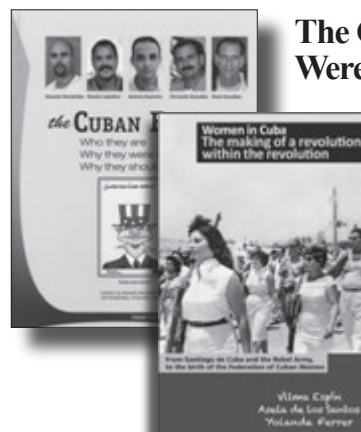 The
Were
the CUBAN
Who they are
Why they were
Why they
Women in Cuba
The making of a revolution
within the revolution
From Santiago de Cuba and the Rebel Army,
to the birth of the Federation of Cuban Women
Vilma Espín
Asela de los Santos
Yolanda Ferrer